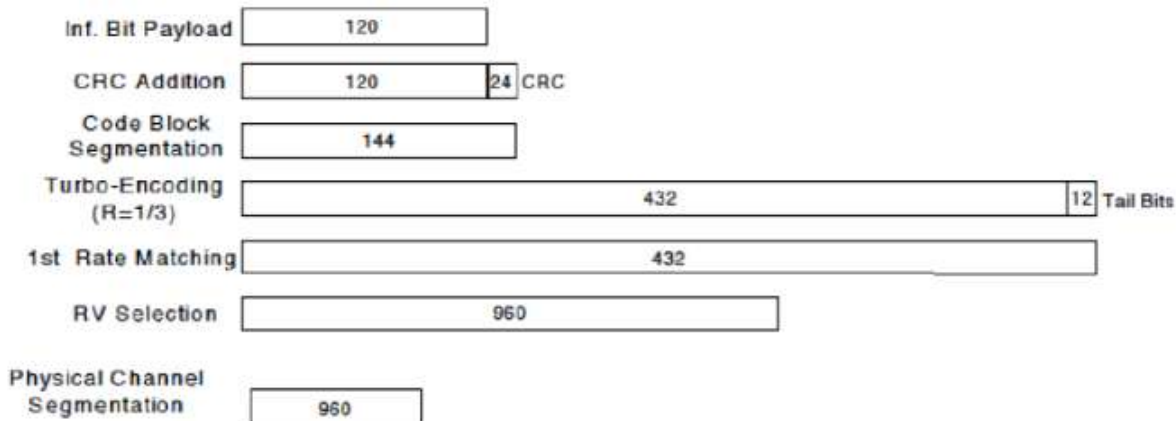 Inf. Bit Payload 120
CRC Addition 120 24 CRC
Code Block
Segmentation 144
Turbo-Encoding
(R=1/3) 432 12 Tail Bits
1st Rate Matching 432
RV Selection 960
Physical Channel
Segmentation 960